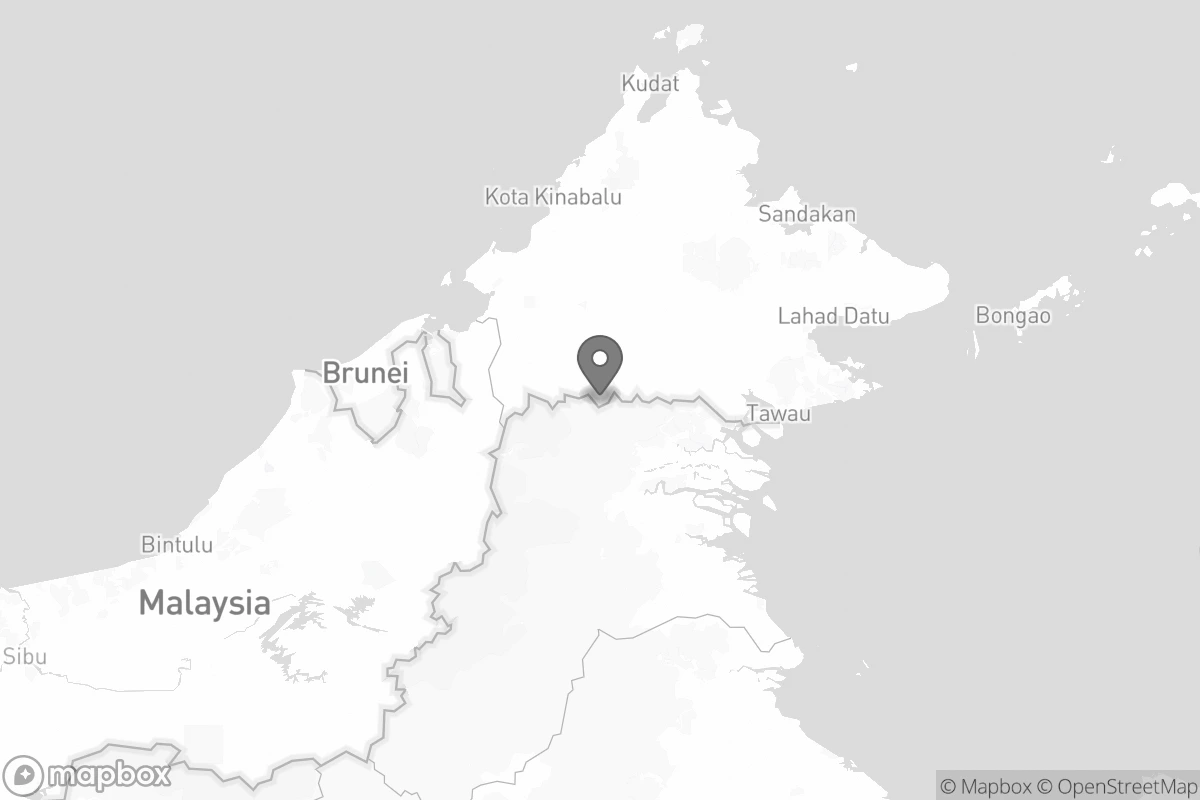 Kudat
Kota Kinabalu
Sandakan
Lahad Datu
Bongao
Brunei
Tawau
Bintulu
Malaysia
Sibu
mapbox
© Mapbox © OpenStreetMap